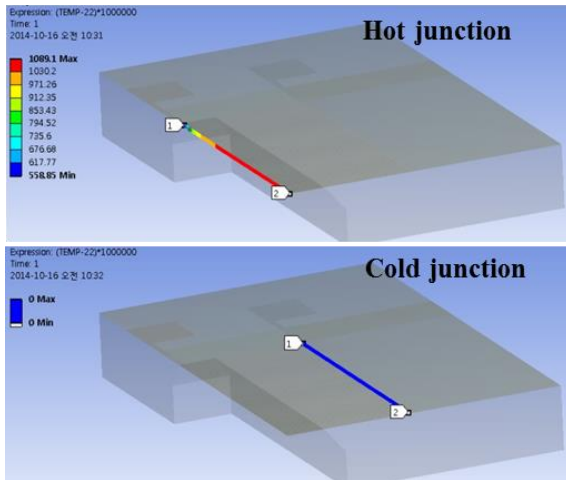 Expression: (TEMP-22)*1000000
Time: 1
2014-10-16 오전 10:31
Hot junction
1089.1 Max
1030.2
971.26
912.35
853.43
794.52
735.6
676.68
617.77
558.85 Min
1
2
Expression: (TEMP-22)*1000000
Time: 1
2014-10-16 오전 10:32
Cold junction
0 Max
0 Min
1
2